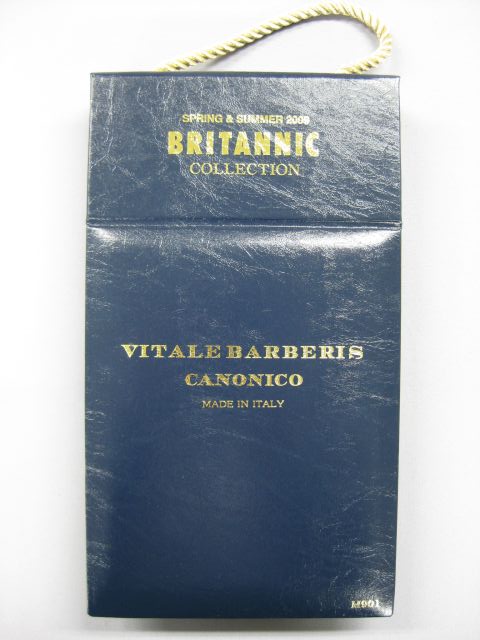 SPRING & SUMMER 2008
BRITANNIC
COLLECTION
VITALE BARBERIS
CANONICO
MADE IN ITALY
M901